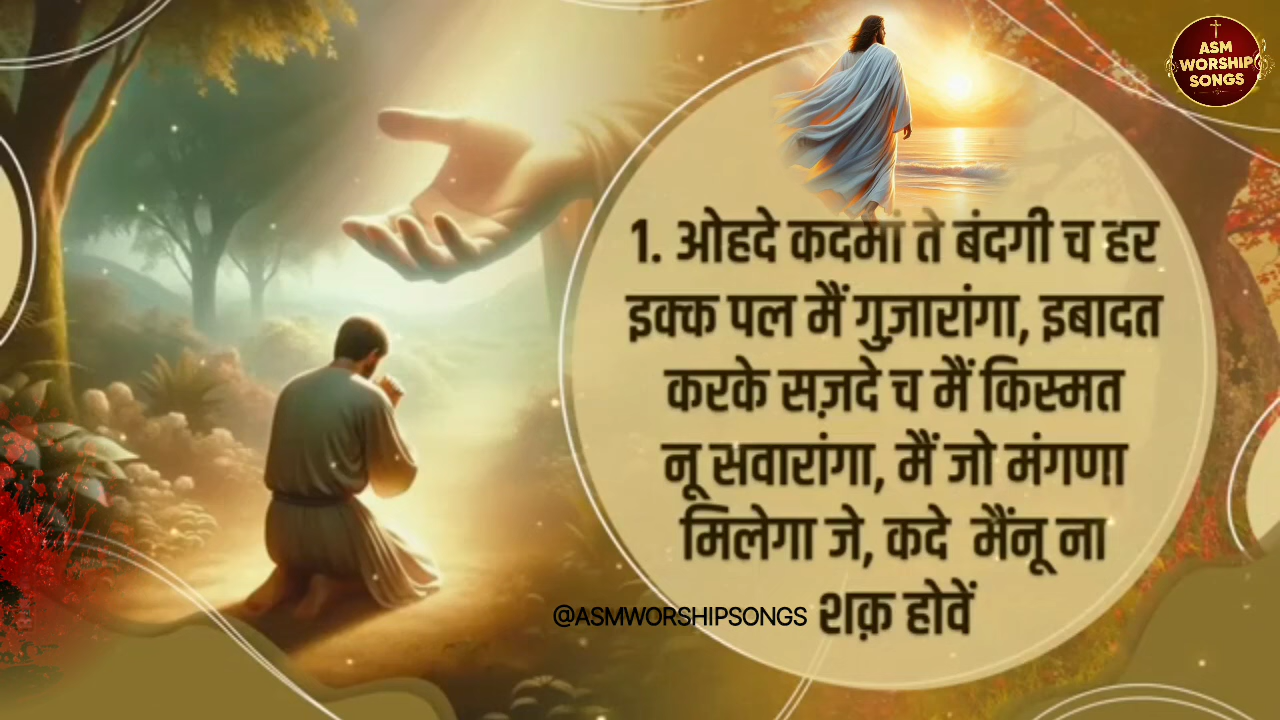 ASM
WORSHIP
SONGS
1. ओहदे कदमां ते बंदगी च हर
इक्क पल मैं गुज़ारांगा, इबादत
करके सज़दे च मैं किस्मत
नू सवारांगा, मैं जो मंगणा
मिलेगा जे, कदे मैंनू ना
शक़ होवें
@ASMWORSHIPSONGS